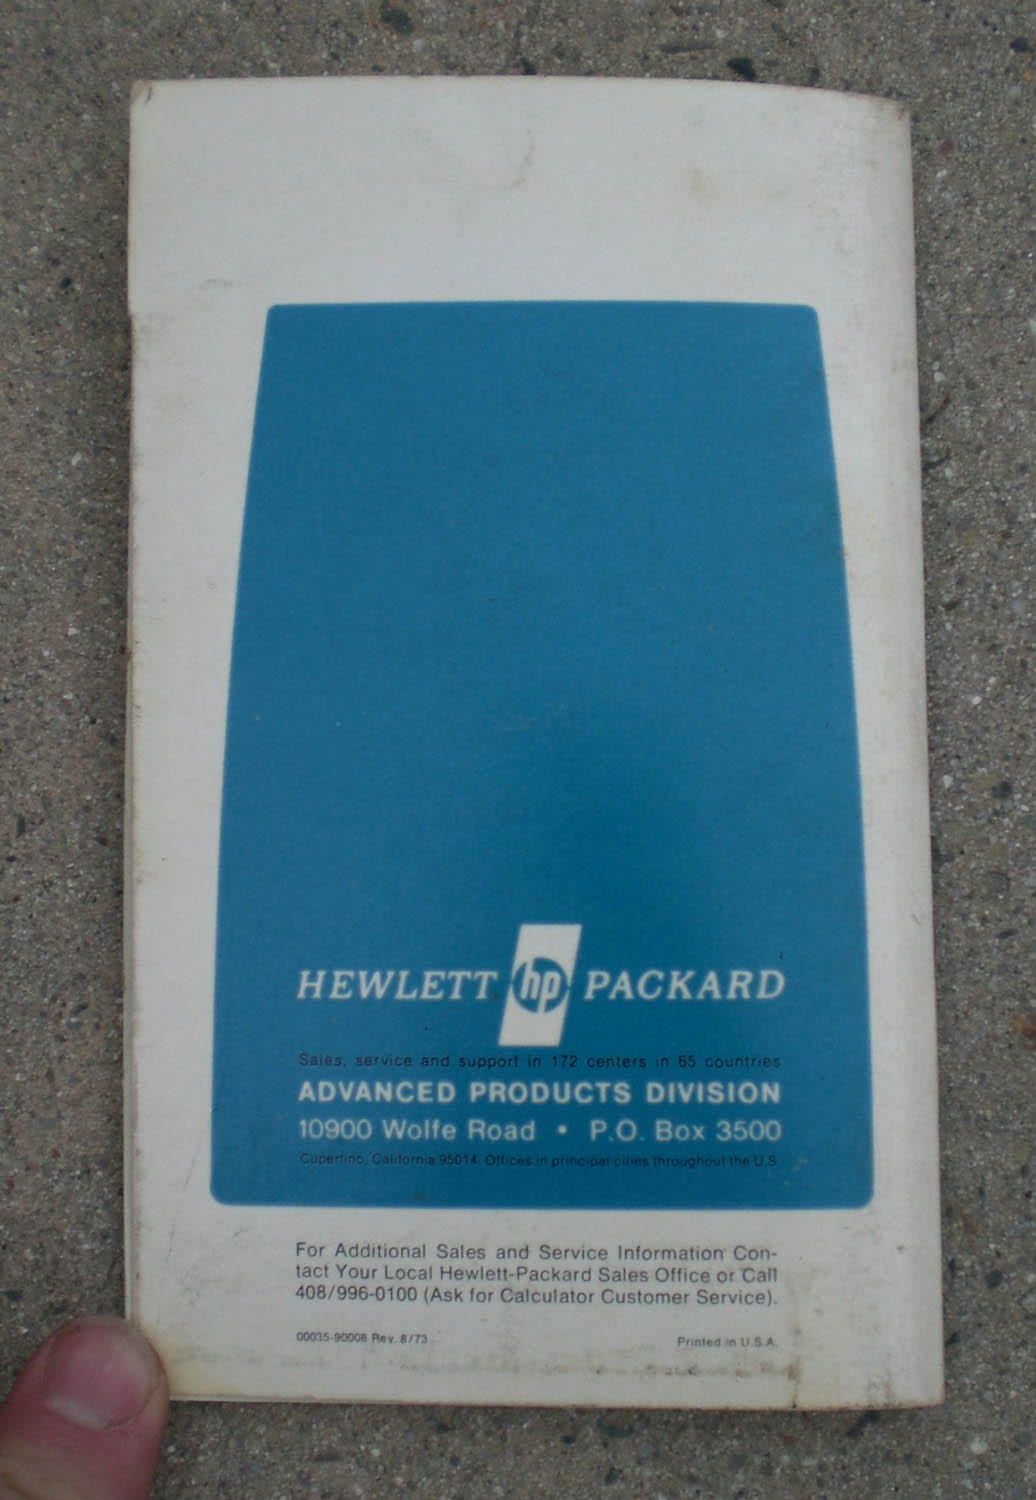 HEWLETT hp PACKARD
Sales, service and support in 172 centers in 65 countries
ADVANCED PRODUCTS DIVISION
10900 Wolfe Road • P.O. Box 3500
Cupertino, California 95014. Offices in principal cities throughout the U.S.
For Additional Sales and Service Information Con-
tact Your Local Hewlett-Packard Sales Office or Call
408/996-0100 (Ask for Calculator Customer Service).
00035-90008 Rev. 8/73
Printed in U.S.A.